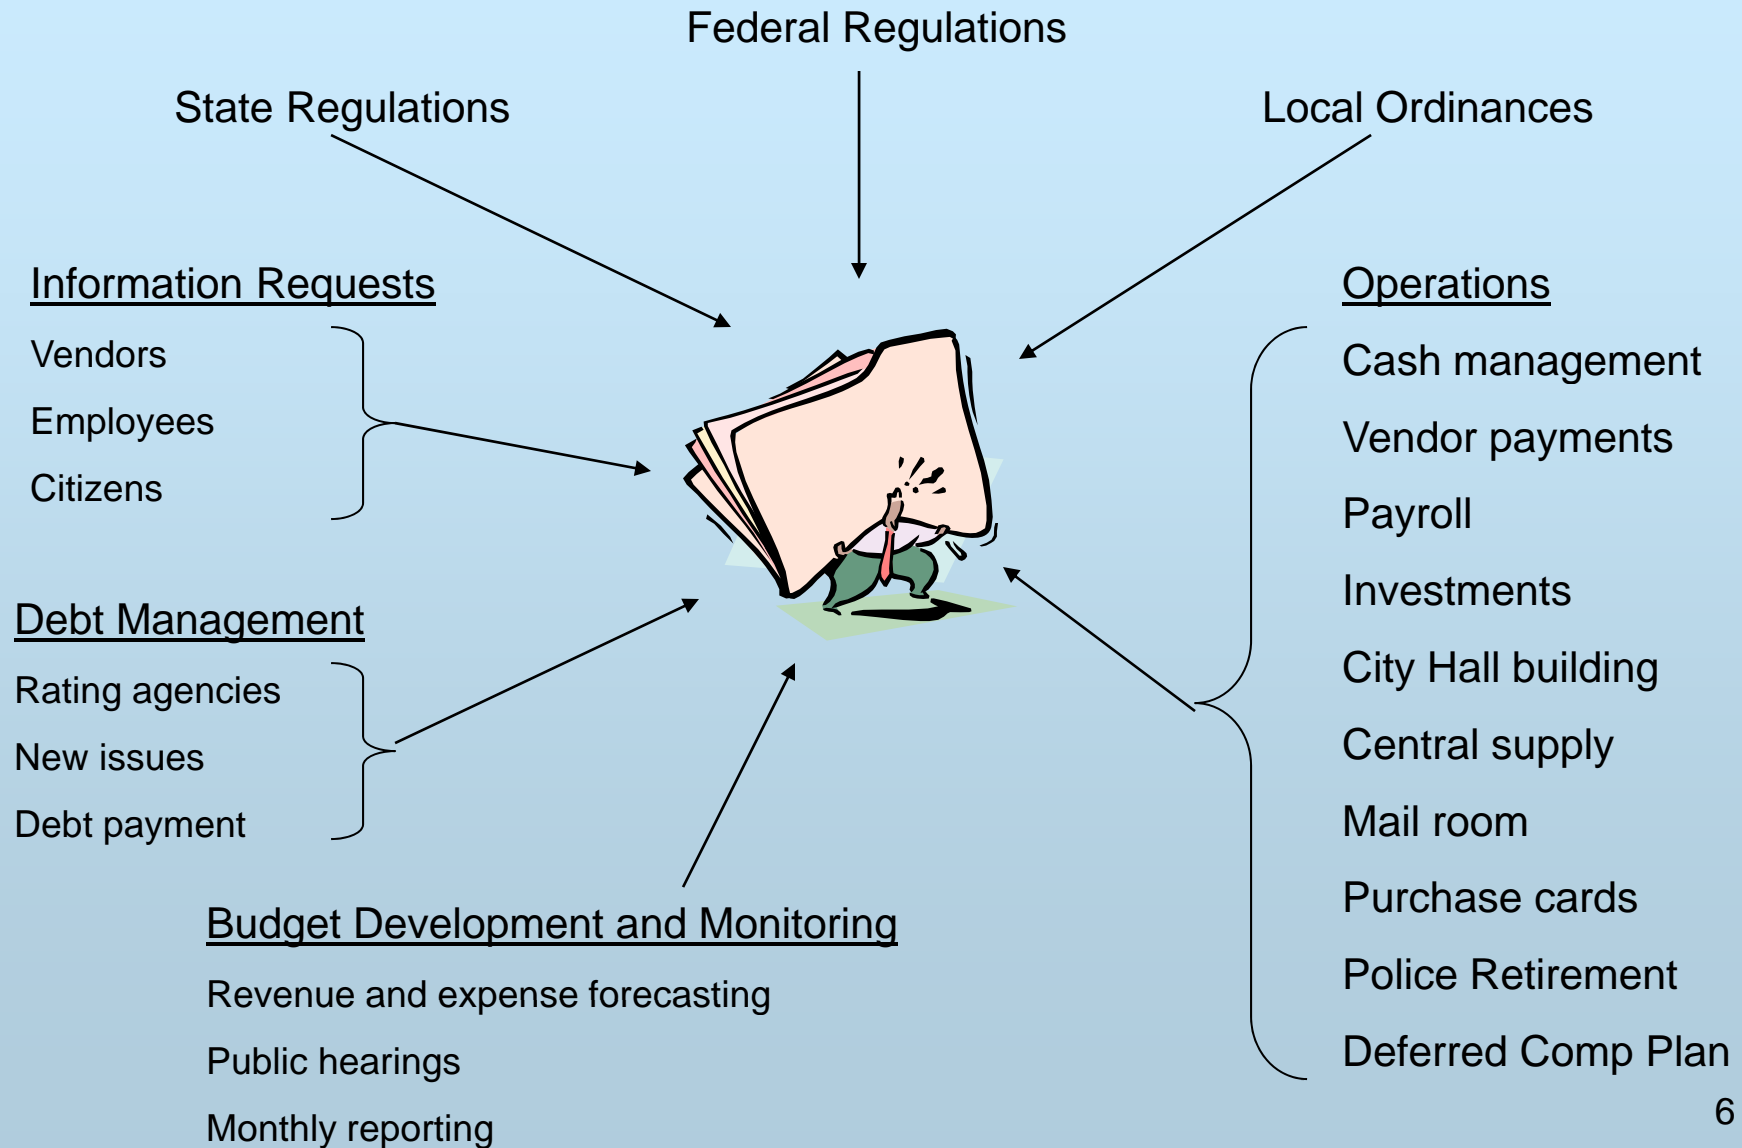 Federal Regulations
State Regulations
Local Ordinances
Information Requests
Vendors
Employees
Citizens
Debt Management
Rating agencies
New issues
Debt payment
Budget Development and Monitoring
Revenue and expense forecasting
Public hearings
Monthly reporting
Operations
Cash management
Vendor payments
Payroll
Investments
City Hall building
Central supply
Mail room
Purchase cards
Police Retirement
Deferred Comp Plan
6